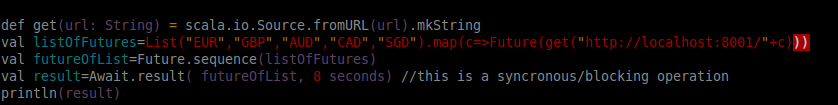 def get(url: String) = scala.io.Source.fromURL(url).mkString
val listOfFutures=List("EUR","GBP","AUD","CAD","SGD").map(c=>Future(get("http://localhost:8001/"+c)))
val futureOfList=Future.sequence(listOfFutures)
val result=Await.result( futureOfList, 8 seconds) //this is a syncronous/blocking operation
println(result)